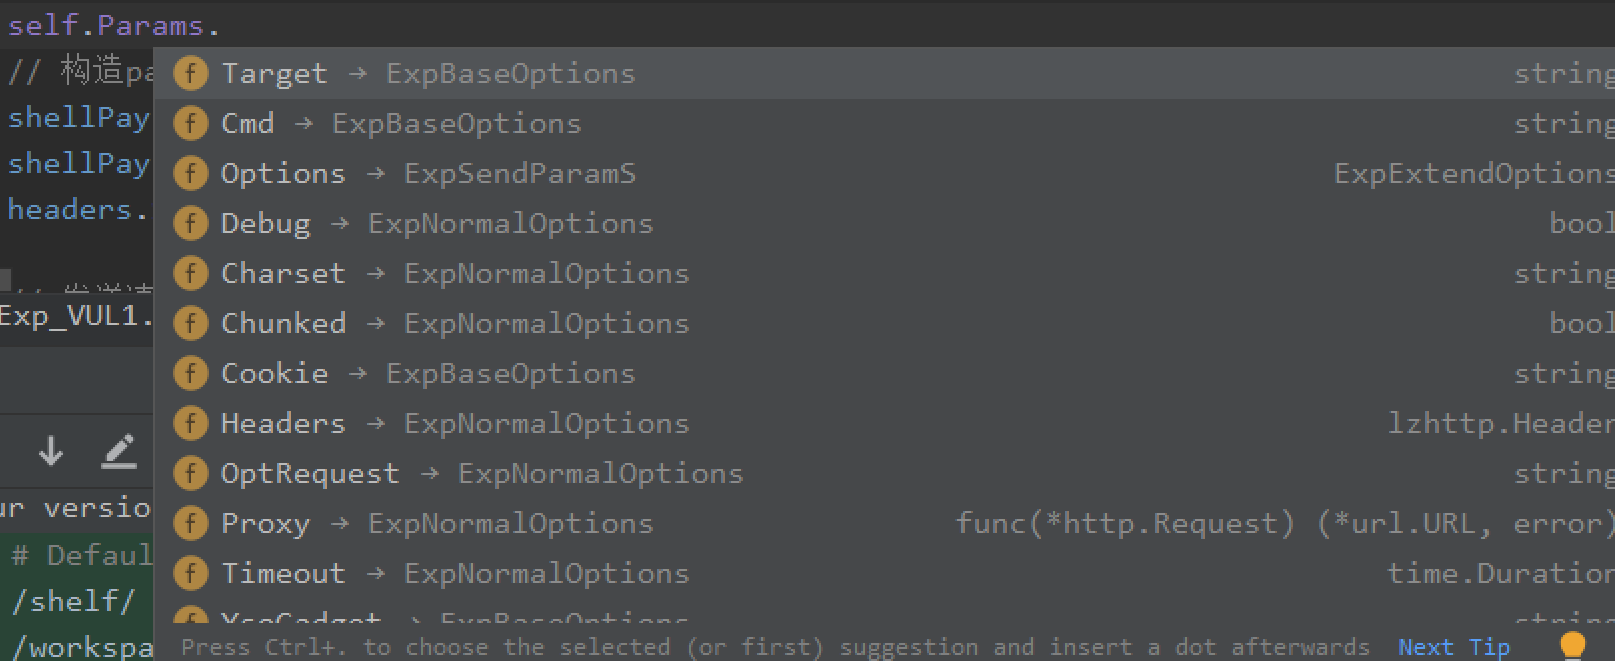 self.Params.
// 构造pa
Target → ExpBaseOptions string
shellPay
Cmd → ExpBaseOptions string
shellPay
Options → ExpSendParamS ExpExtendOptions
headers.
Debug → ExpNormalOptions bool
Charset → ExpNormalOptions string
Exp_VUL1.
Chunked → ExpNormalOptions bool
Cookie → ExpBaseOptions string
Headers → ExpNormalOptions lzhttp.Header
OptRequest → ExpNormalOptions string
ur versio
Proxy → ExpNormalOptions func(*http.Request) (*url.URL, error)
# Defaul
Timeout → ExpNormalOptions time.Duration
/shelf/
/workspa
Press Ctrl+. to choose the selected (or first) suggestion and insert a dot afterwards Next Tip